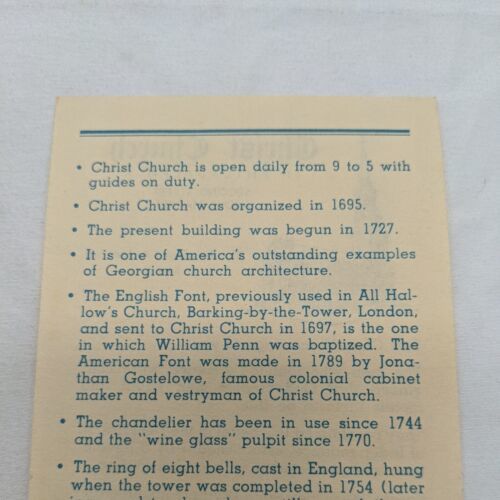 • Christ Church is open daily from 9 to 5 with
guides on duty.
• Christ Church was organized in 1695.
• The present building was begun in 1727.
• It is one of America's outstanding examples
of Georgian church architecture.
• The English Font, previously used in All Hal-
low's Church, Barking-by-the-Tower, London,
and sent to Christ Church in 1697, is the one
in which William Penn was baptized. The
American Font was made in 1789 by Jona-
than Gostelowe, famous colonial cabinet
maker and vestryman of Christ Church.
• The chandelier has been in use since 1744
and the "wine glass" pulpit since 1770.
• The ring of eight bells, cast in England, hung
when the tower was completed in 1754 (later